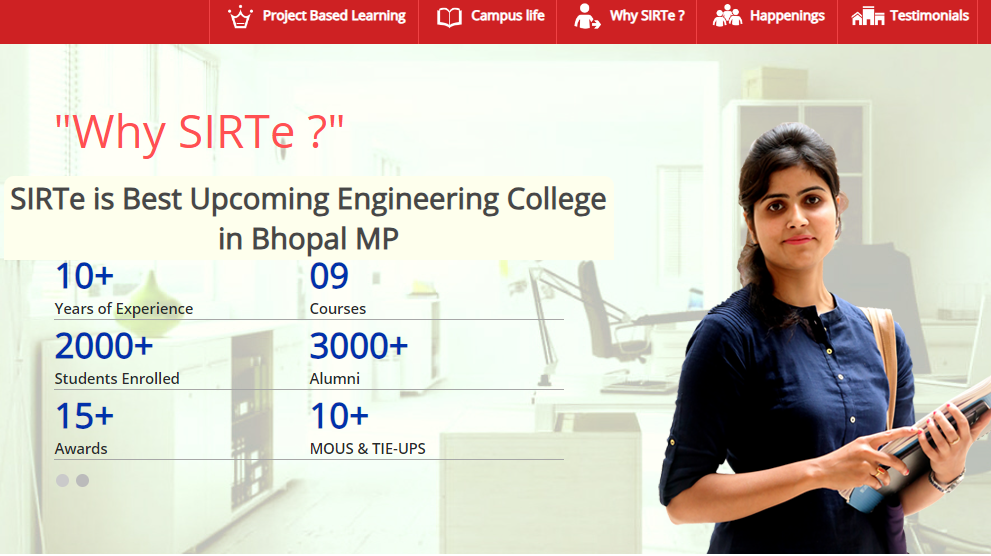 Project Based Learning Campus life Why SIRTe ? Happenings Testimonials
"Why SIRTe ?"
SIRTe is Best Upcoming Engineering College
in Bhopal MP
10+ 09
Years of Experience Courses
2000+ 3000+
Students Enrolled Alumni
15+ 10+
Awards MOUS & TIE-UPS